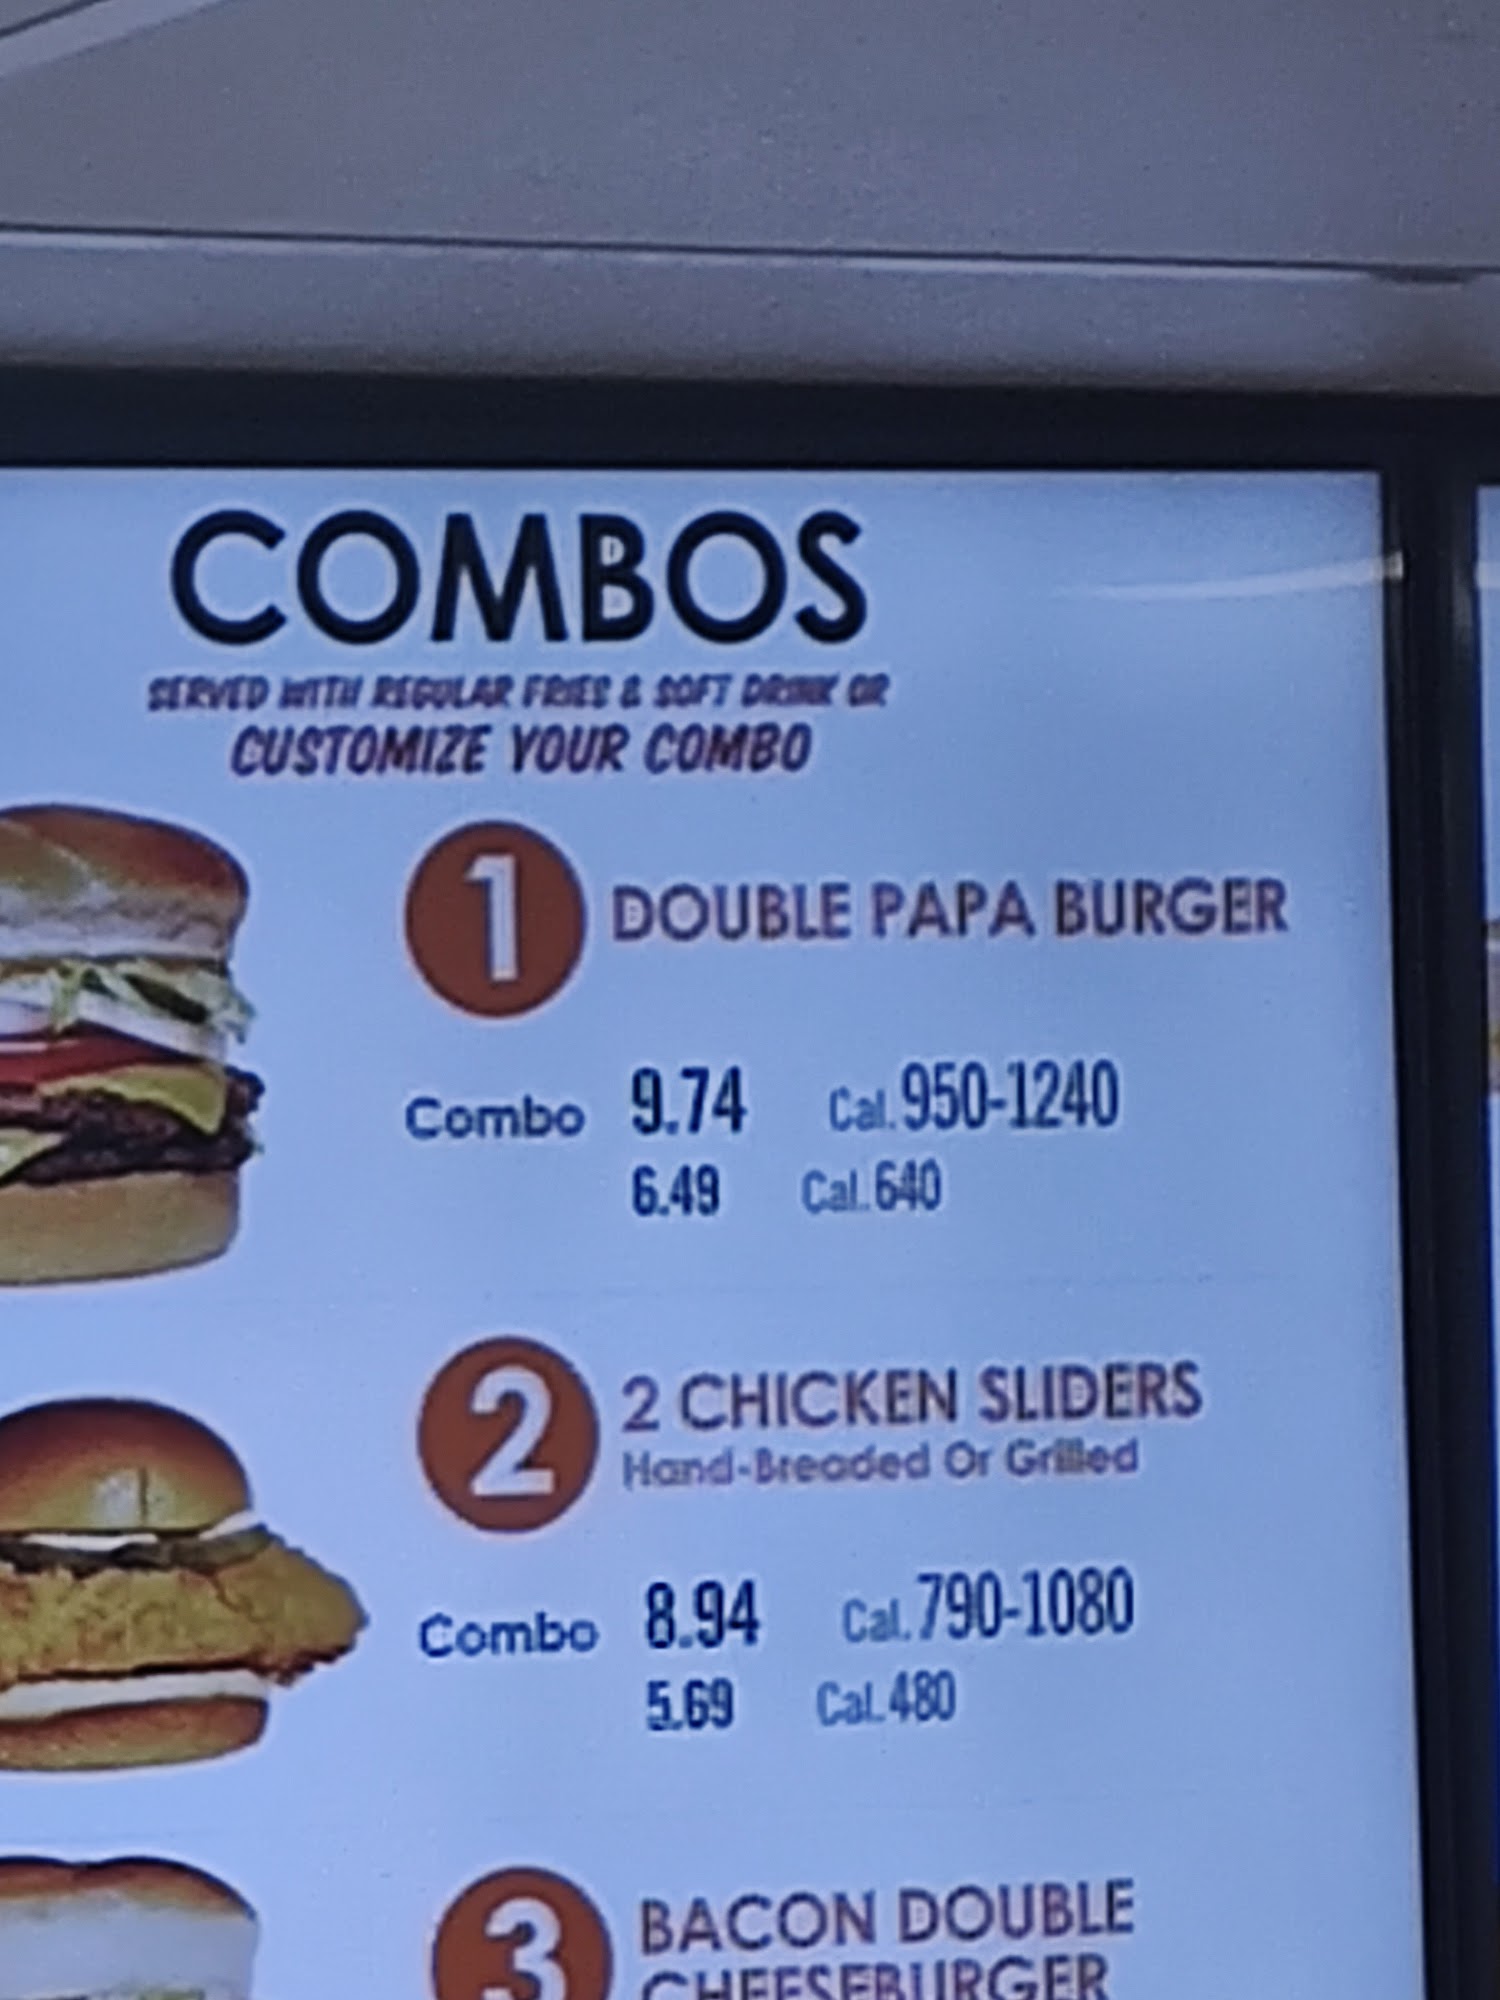 COMBOS
SERVED WITH REGULAR FRIES & SOFT DRINK OR
CUSTOMIZE YOUR COMBO
1 DOUBLE PAPA BURGER
Combo 9.74 Cal.950-1240
6.49 Cal.640
2 2 CHICKEN SLIDERS
Hand-Breaded Or Grilled
Combo 8.94 Cal.790-1080
5.69 Cal.480
3 BACON DOUBLE
CHEESEBURGER